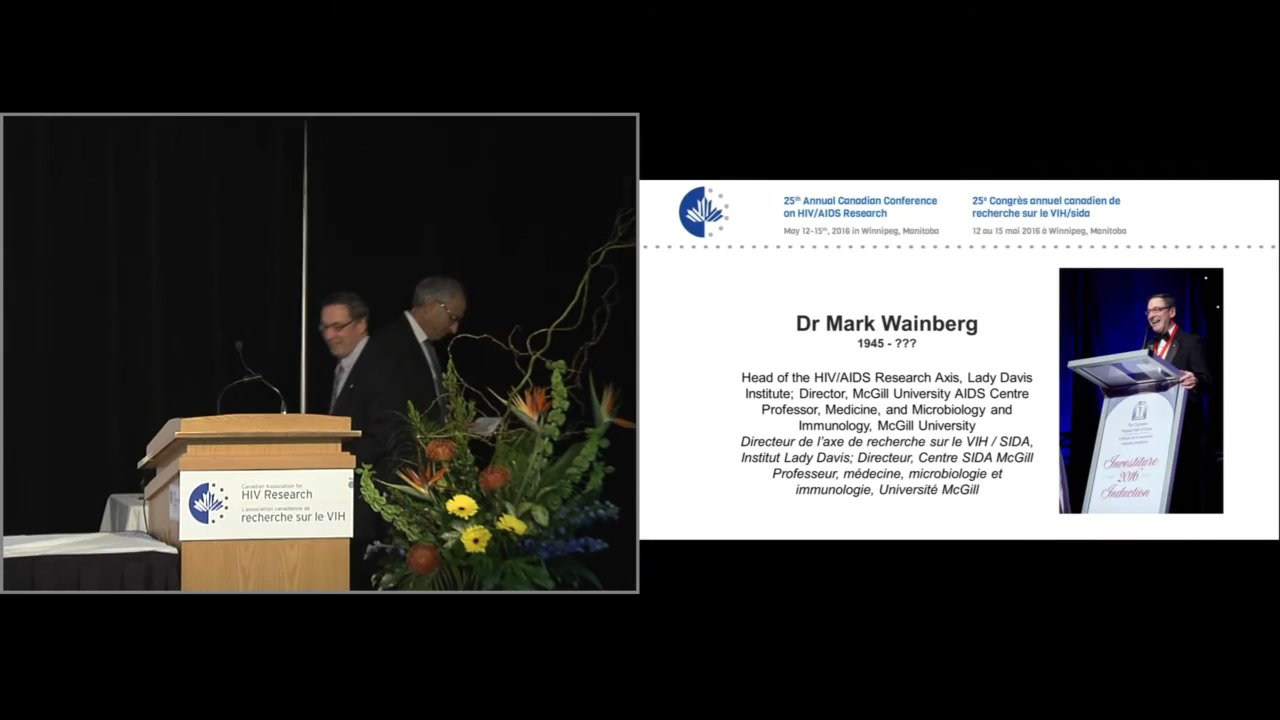 Canadian Association for
HIV Research
L'association canadienne de
recherche sur le VIH
25th Annual Canadian Conference
on HIV/AIDS Research
May 12-15th, 2016 in Winnipeg, Manitoba
25e Congrès annuel canadien de
recherche sur le VIH/sida
12 au 15 mai 2016 à Winnipeg, Manitoba
Dr Mark Wainberg
1945 - ???
Head of the HIV/AIDS Research Axis, Lady Davis
Institute; Director, McGill University AIDS Centre
Professor, Medicine, and Microbiology and
Immunology, McGill University
Directeur de l'axe de recherche sur le VIH / SIDA,
Institut Lady Davis; Directeur, Centre SIDA McGill
Professeur, médecine, microbiologie et
immunologie, Université McGill
Investiture
2016
Induction